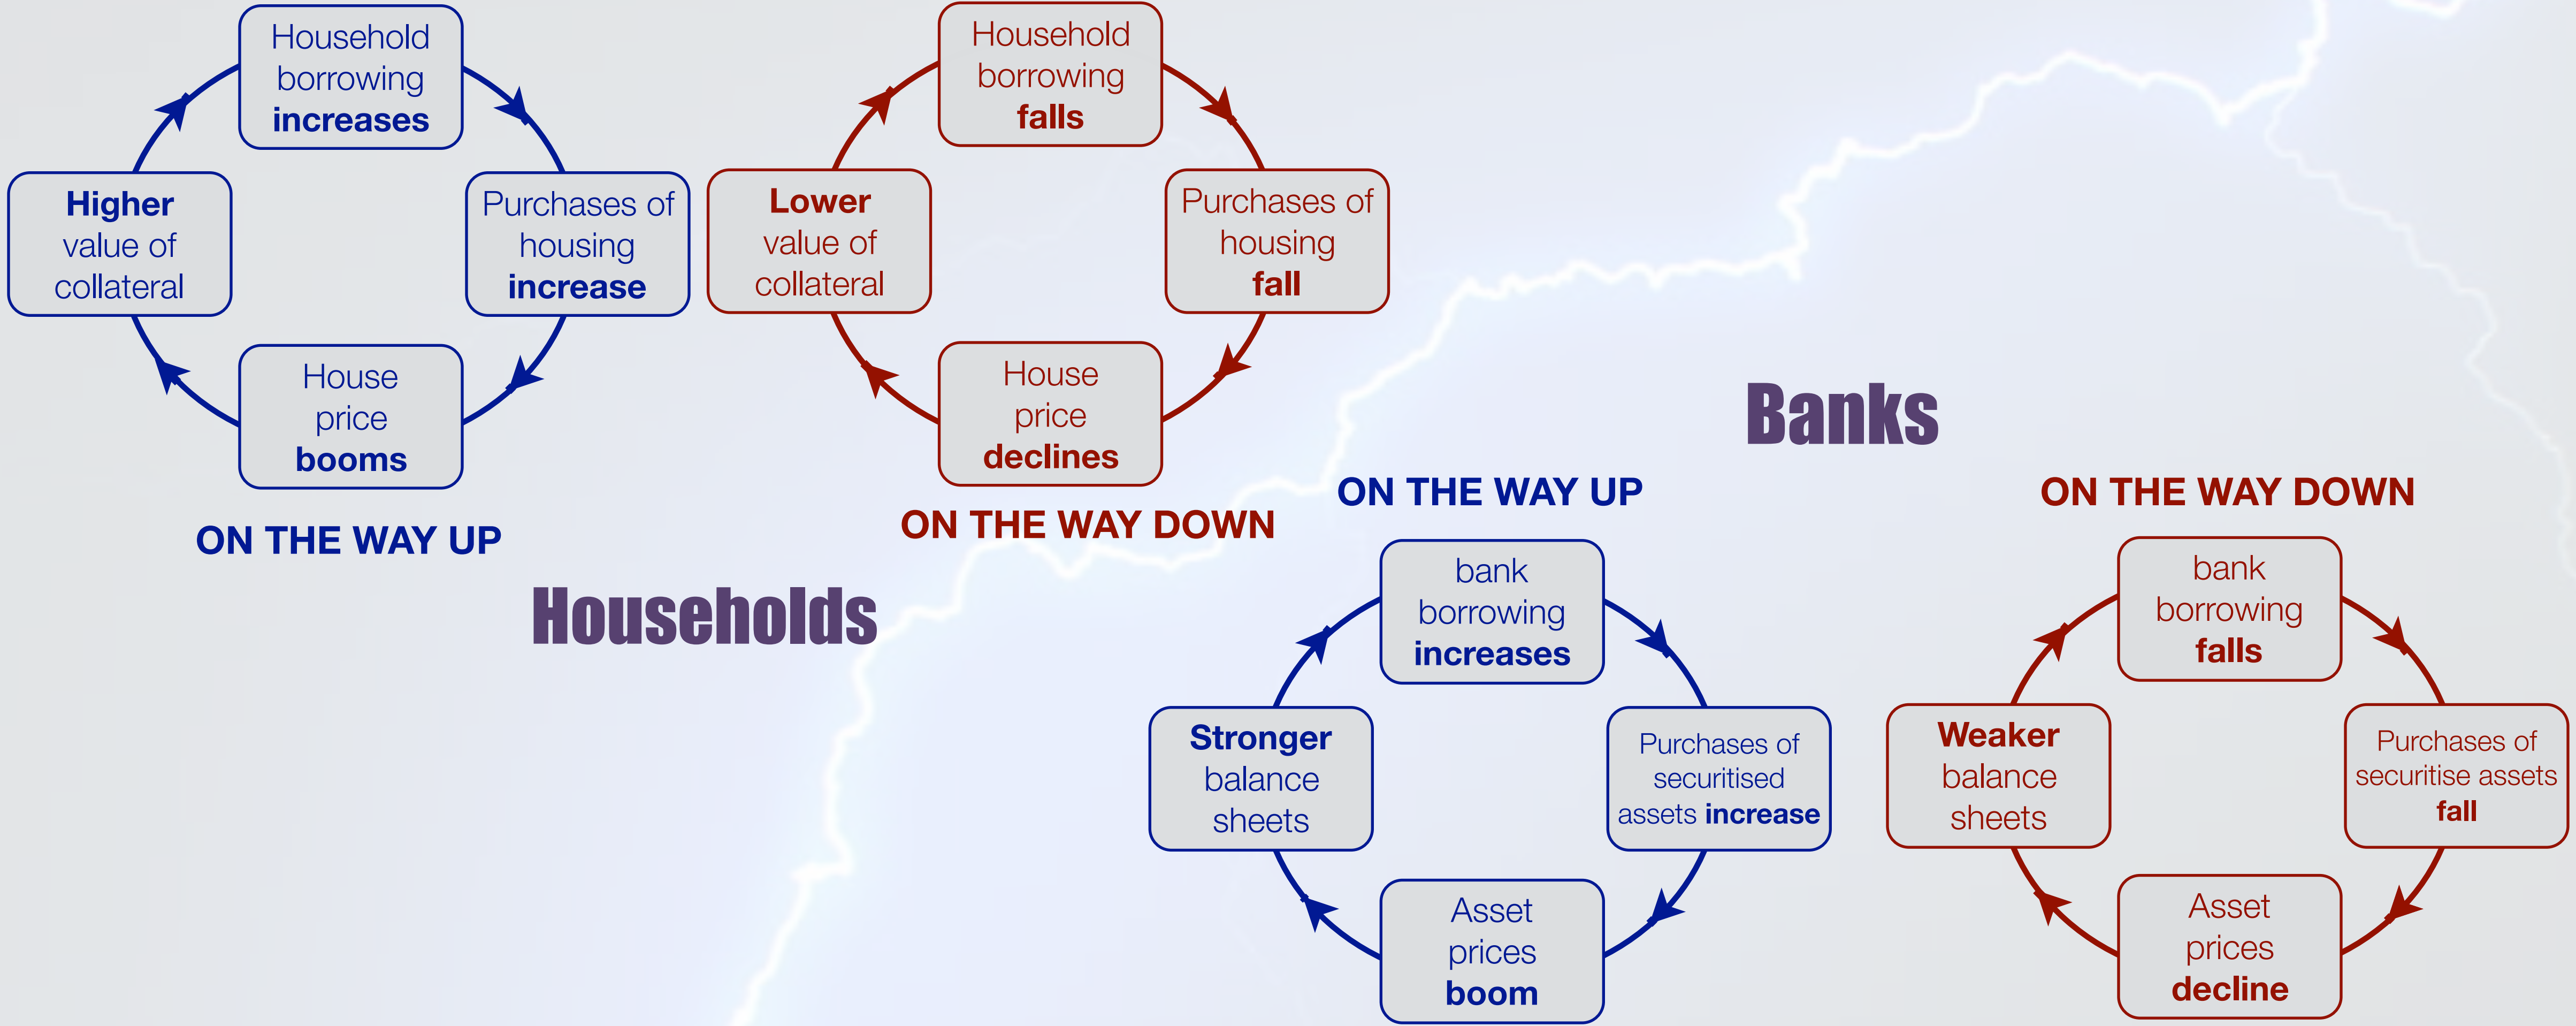 Household
borrowing
increases
Purchases of
housing
increase
House
price
booms
Higher
value of
collateral
ON THE WAY UP
Household
borrowing
falls
Purchases of
housing
fall
House
price
declines
Lower
value of
collateral
ON THE WAY DOWN
Households
Banks
ON THE WAY UP
bank
borrowing
increases
Purchases of
securitised
assets increase
Asset
prices
boom
Stronger
balance
sheets
ON THE WAY DOWN
bank
borrowing
falls
Purchases of
securitise assets
fall
Asset
prices
decline
Weaker
balance
sheets